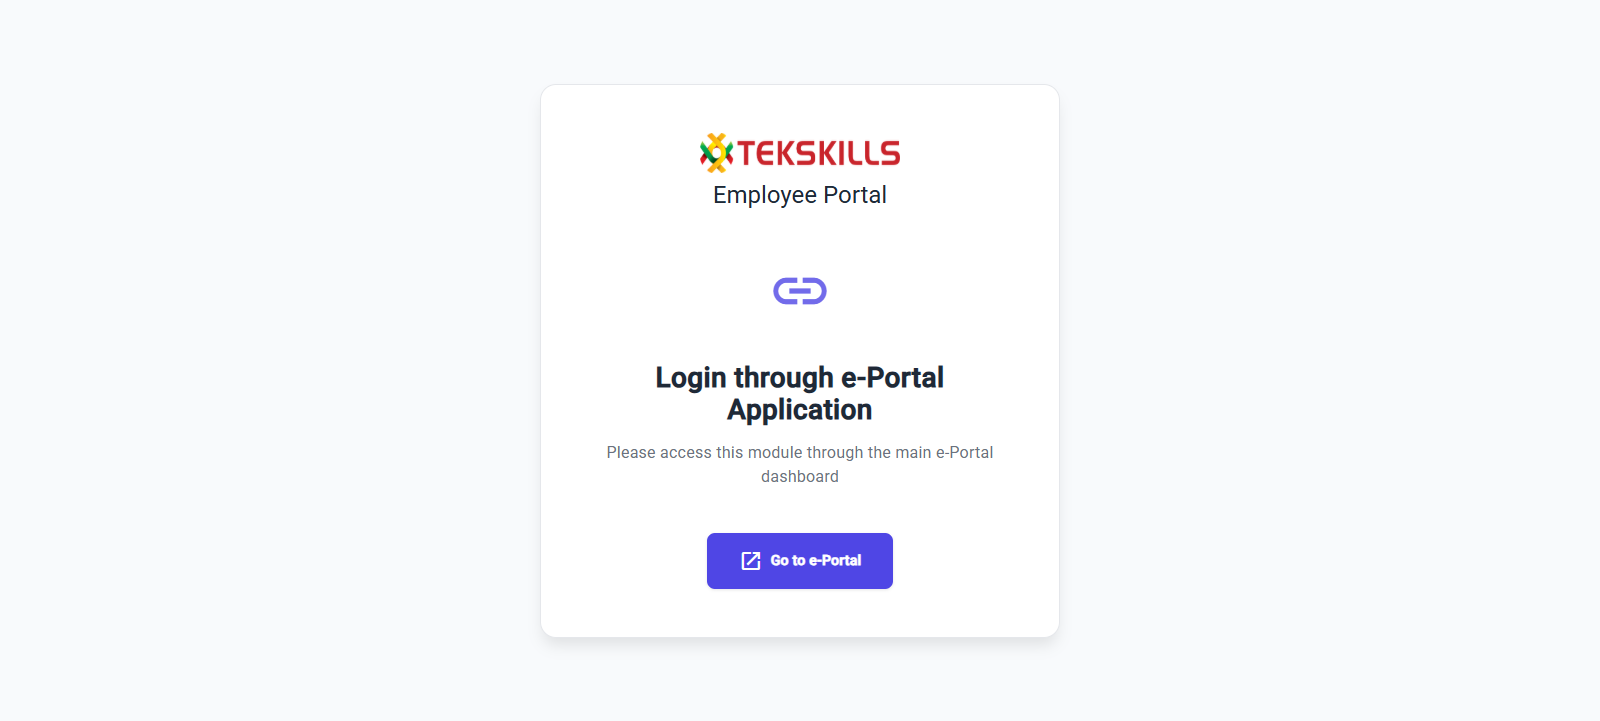 TEKSKILLS
Employee Portal
Login through e-Portal
Application
Please access this module through the main e-Portal
dashboard
Go to e-Portal